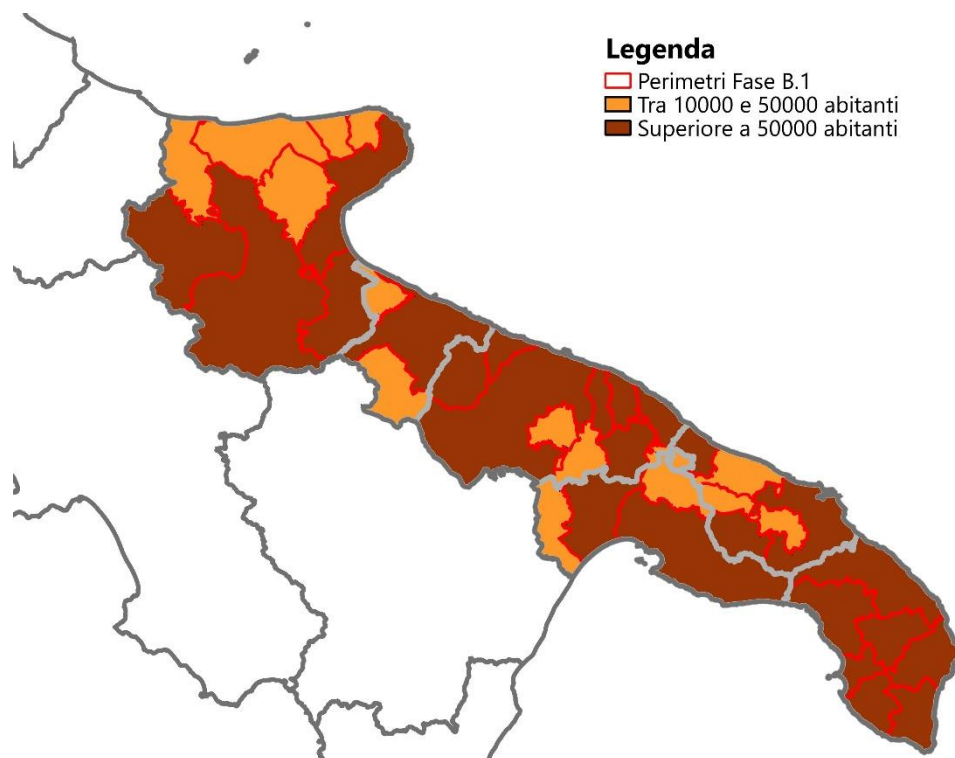 Legenda
Perimetri Fase B.1
Tra 10000 e 50000 abitanti
Superiore a 50000 abitanti